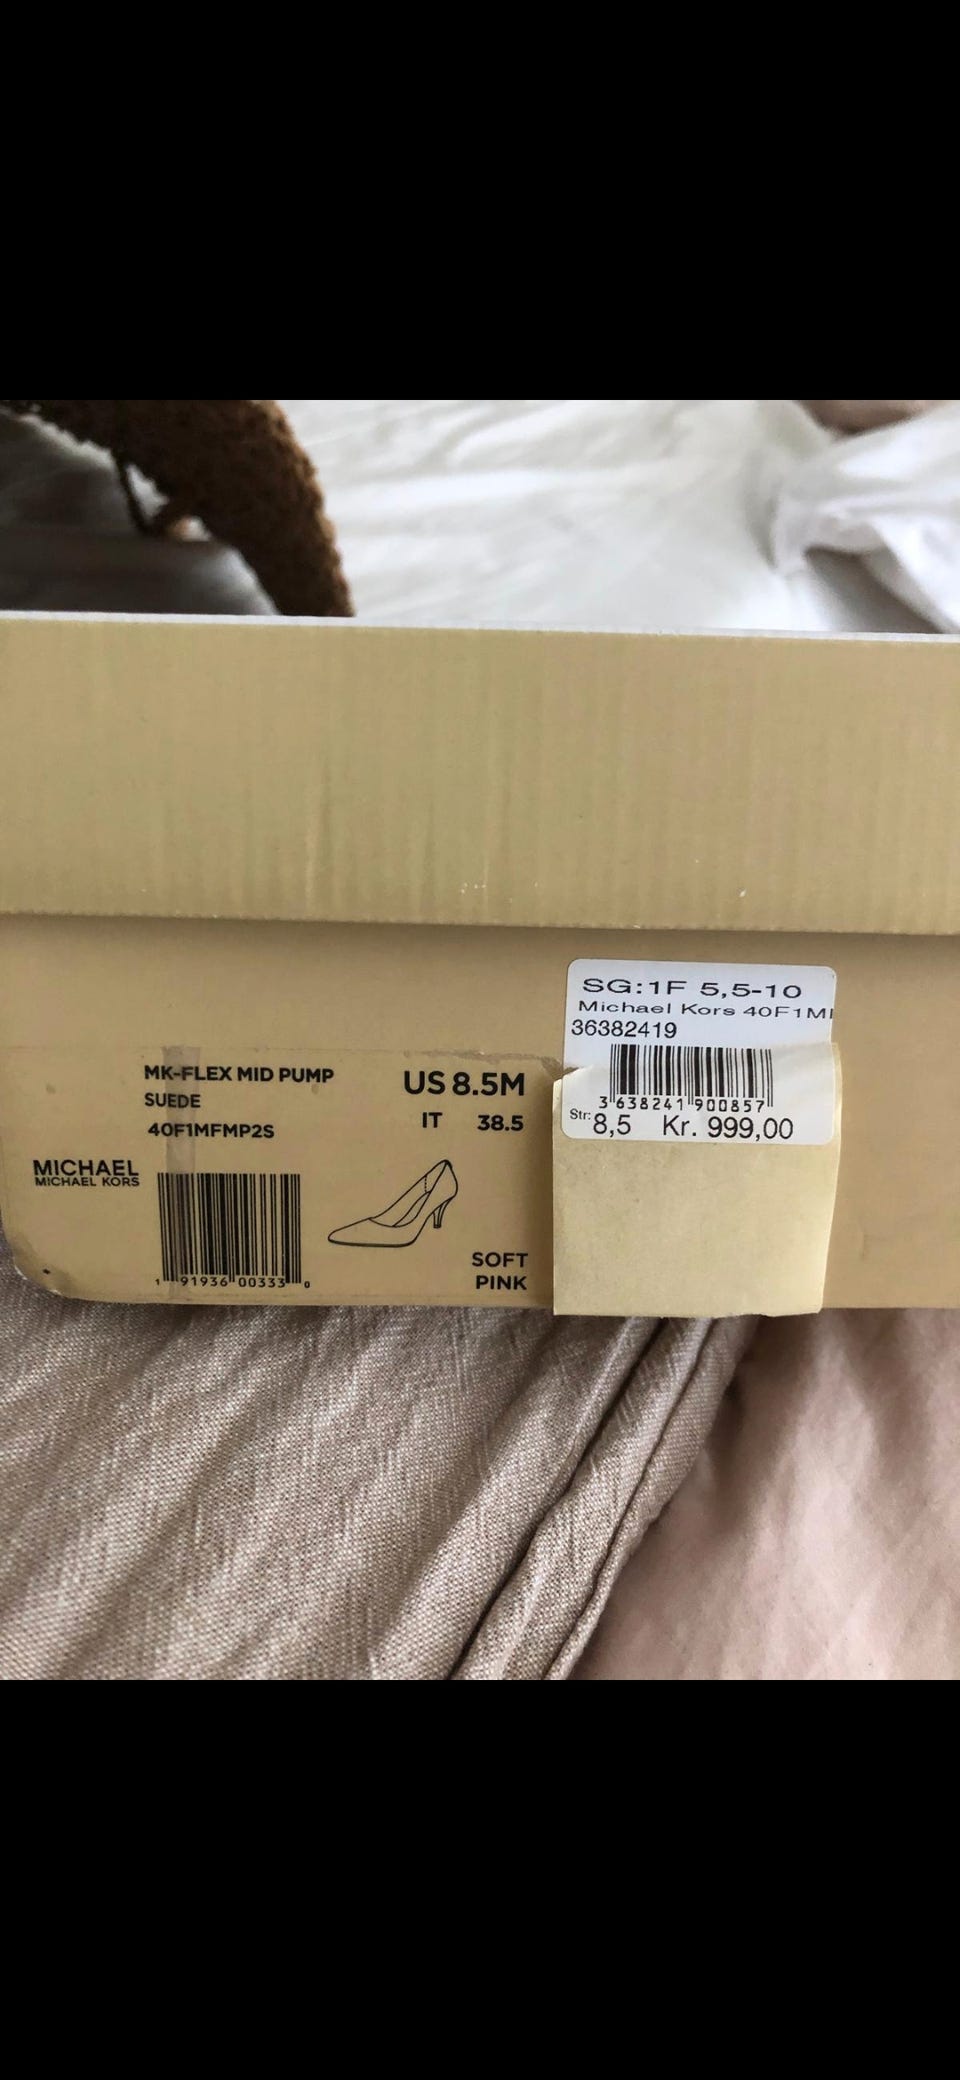 SG:1F 5,5-10
Michael Kors 40F1MI
36382419
3 638241 900857
Str: 8,5 Kr. 999,00
MK-FLEX MID PUMP
SUEDE
40F1MFMP2S
US 8.5M
IT 38.5
MICHAEL
MICHAEL KORS
1 91936 00333 0
SOFT
PINK